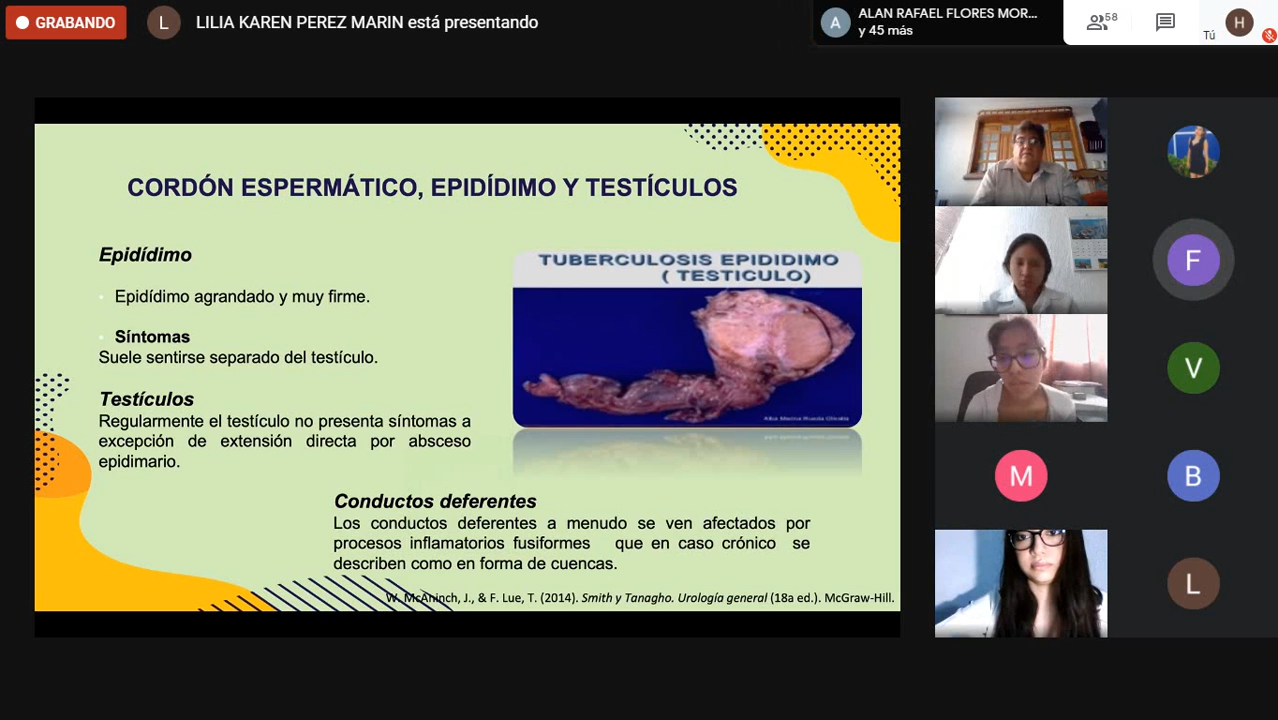 GRABANDO
L
LILIA KAREN PEREZ MARIN está presentando
A
ALAN RAFAEL FLORES MOR...
y 45 más
58
Tú
H
CORDÓN ESPERMÁTICO, EPIDÍDIMO Y TESTÍCULOS
Epidídimo
Epidídimo agrandado y muy firme.
Síntomas
Suele sentirse separado del testículo.
Testículos
Regularmente el testículo no presenta síntomas a
excepción de extensión directa por absceso
epidimario.
TUBERCULOSIS EPIDIDIMO
( TESTICULO)
Alba Marina Rueda Olivella
Conductos deferentes
Los conductos deferentes a menudo se ven afectados por
procesos inflamatorios fusiformes que en caso crónico se
describen como en forma de cuencas.
W. McAninch, J., & F. Lue, T. (2014). Smith y Tanagho. Urología general (18a ed.). McGraw-Hill.
F
V
M
B
L